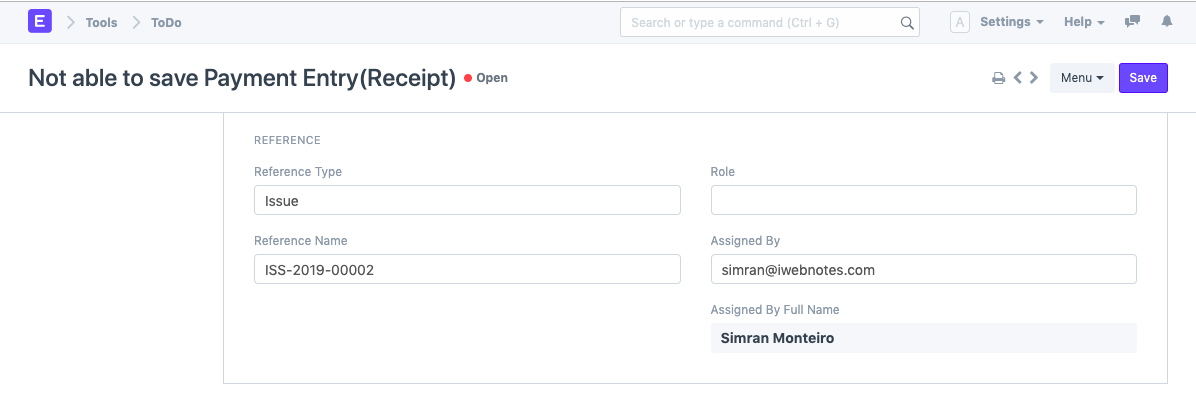 E Tools ToDo Search or type a command (Ctrl + G) A Settings Help
Not able to save Payment Entry(Receipt) Open Menu Save
REFERENCE
Reference Type Role
Issue
Reference Name Assigned By
ISS-2019-00002 simran@iwebnotes.com
Assigned By Full Name
Simran Monteiro